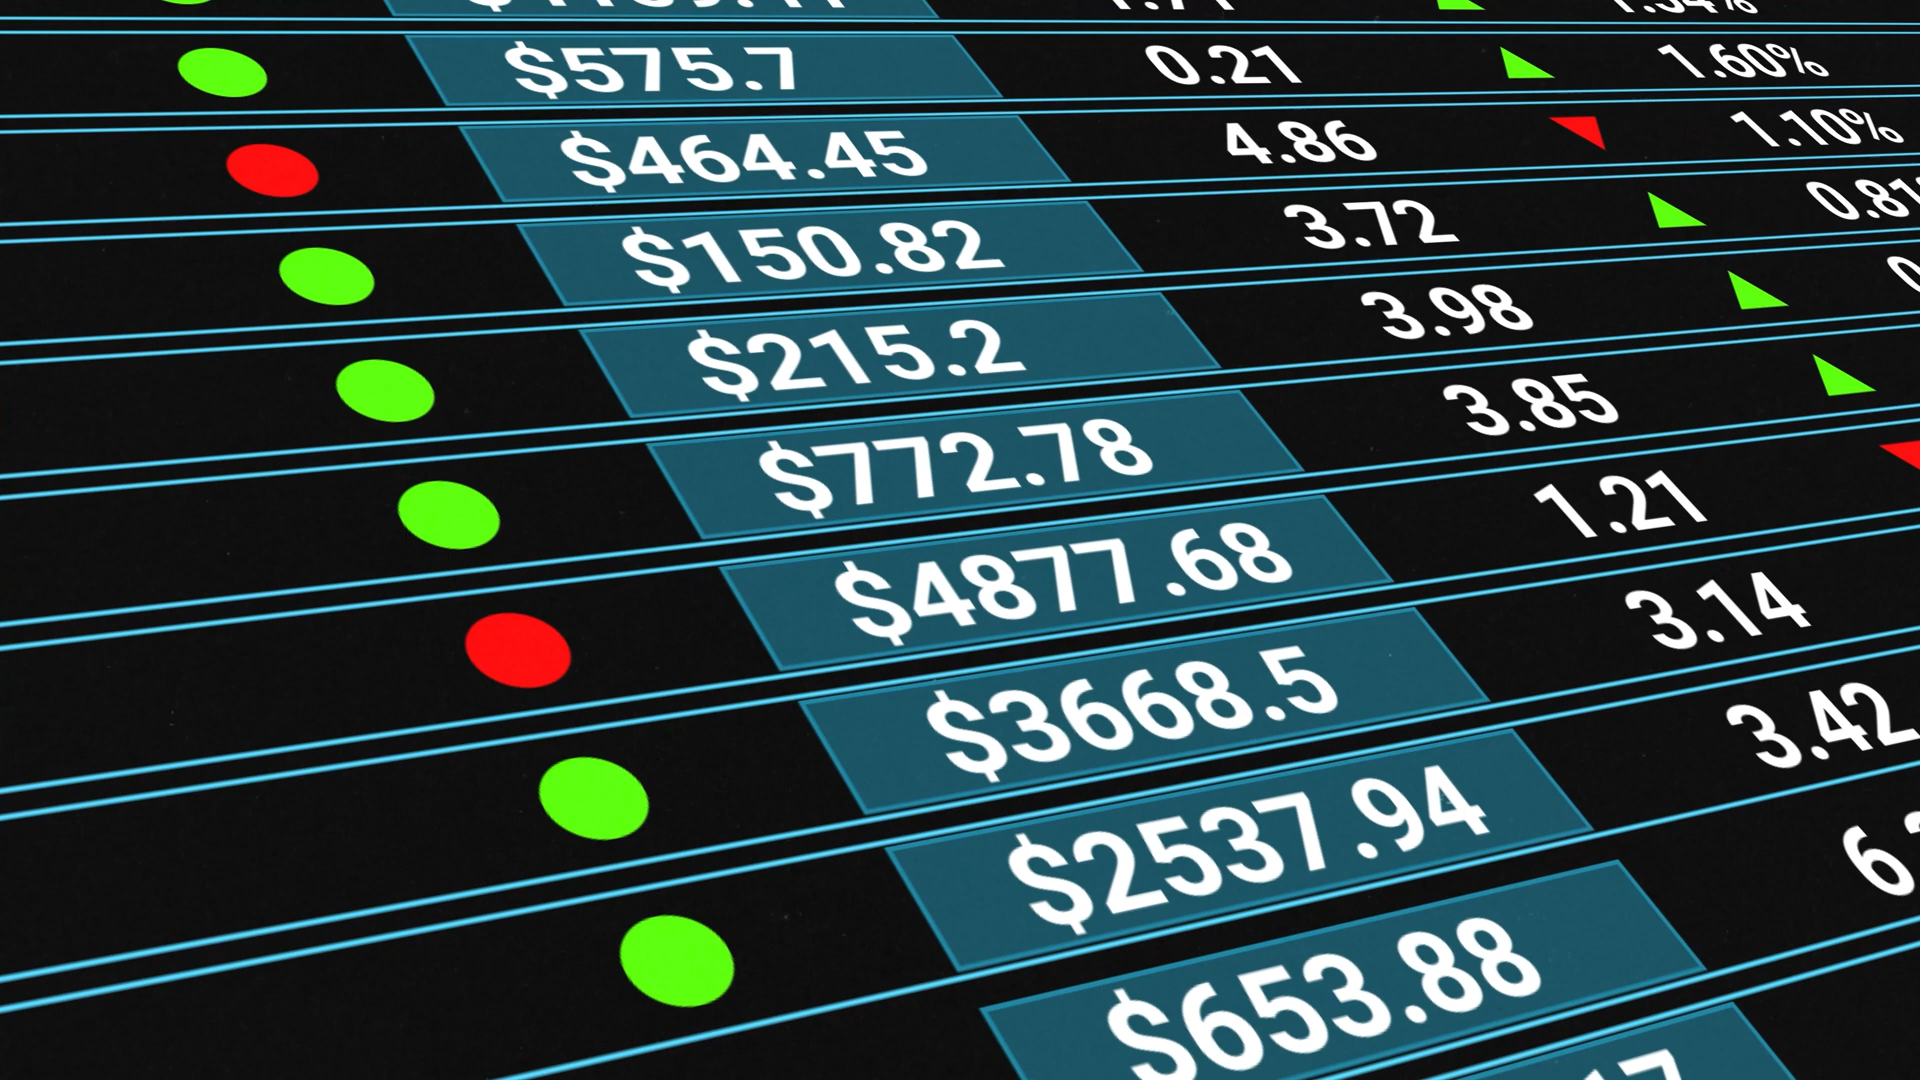 $575.7 0.21 1.60%
$464.45 4.86 1.10%
$150.82 3.72 0.81
$215.2 3.98
$772.78 3.85
$4877.68 1.21
$3668.5 3.14
$2537.94 3.42
$653.88